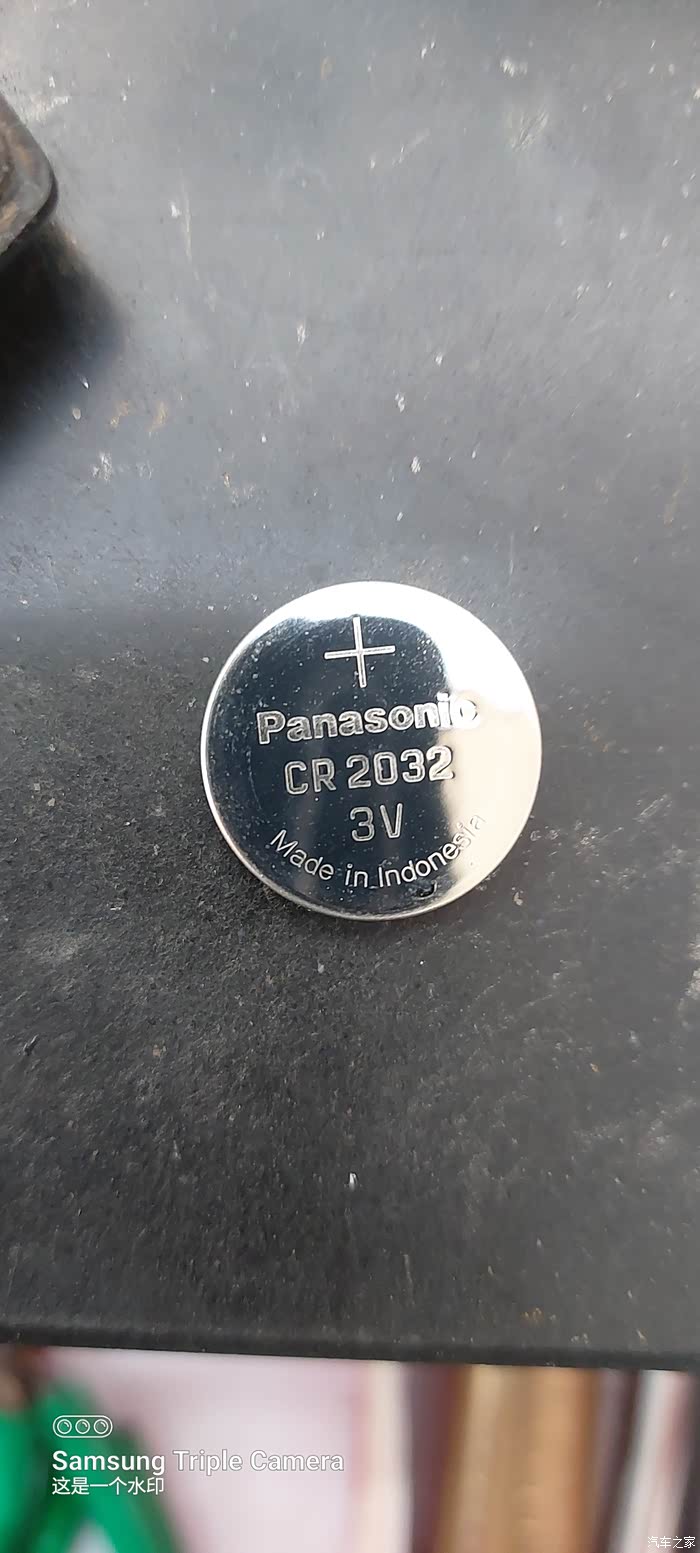 +
Panasonic
CR 2032
3V
Made in Indonesia
Samsung Triple Camera
这是一个水印
汽车之家